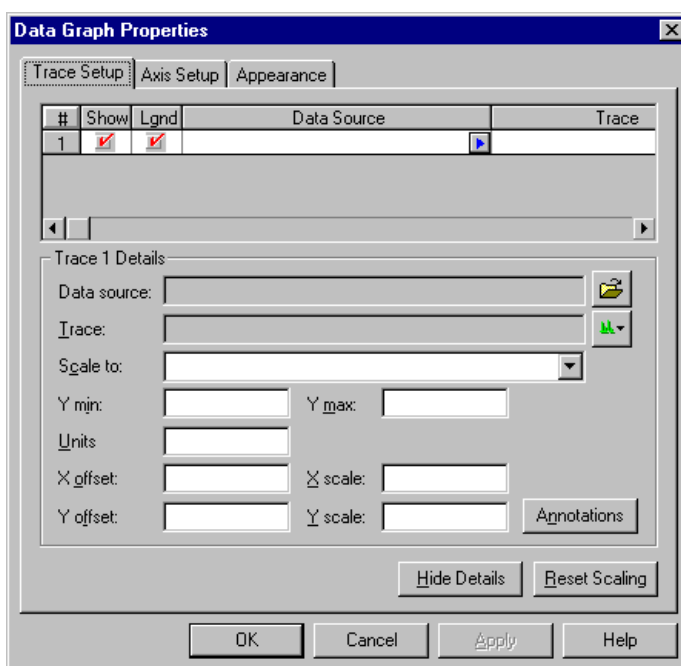 Data Graph Properties
Trace Setup Axis Setup Appearance
# Show Lgnd Data Source Trace
1
Trace 1 Details
Data source:
Trace:
Scale to:
Y min: Y max:
Units
X offset: X scale:
Y offset: Y scale: Annotations
Hide Details Reset Scaling
OK Cancel Apply Help